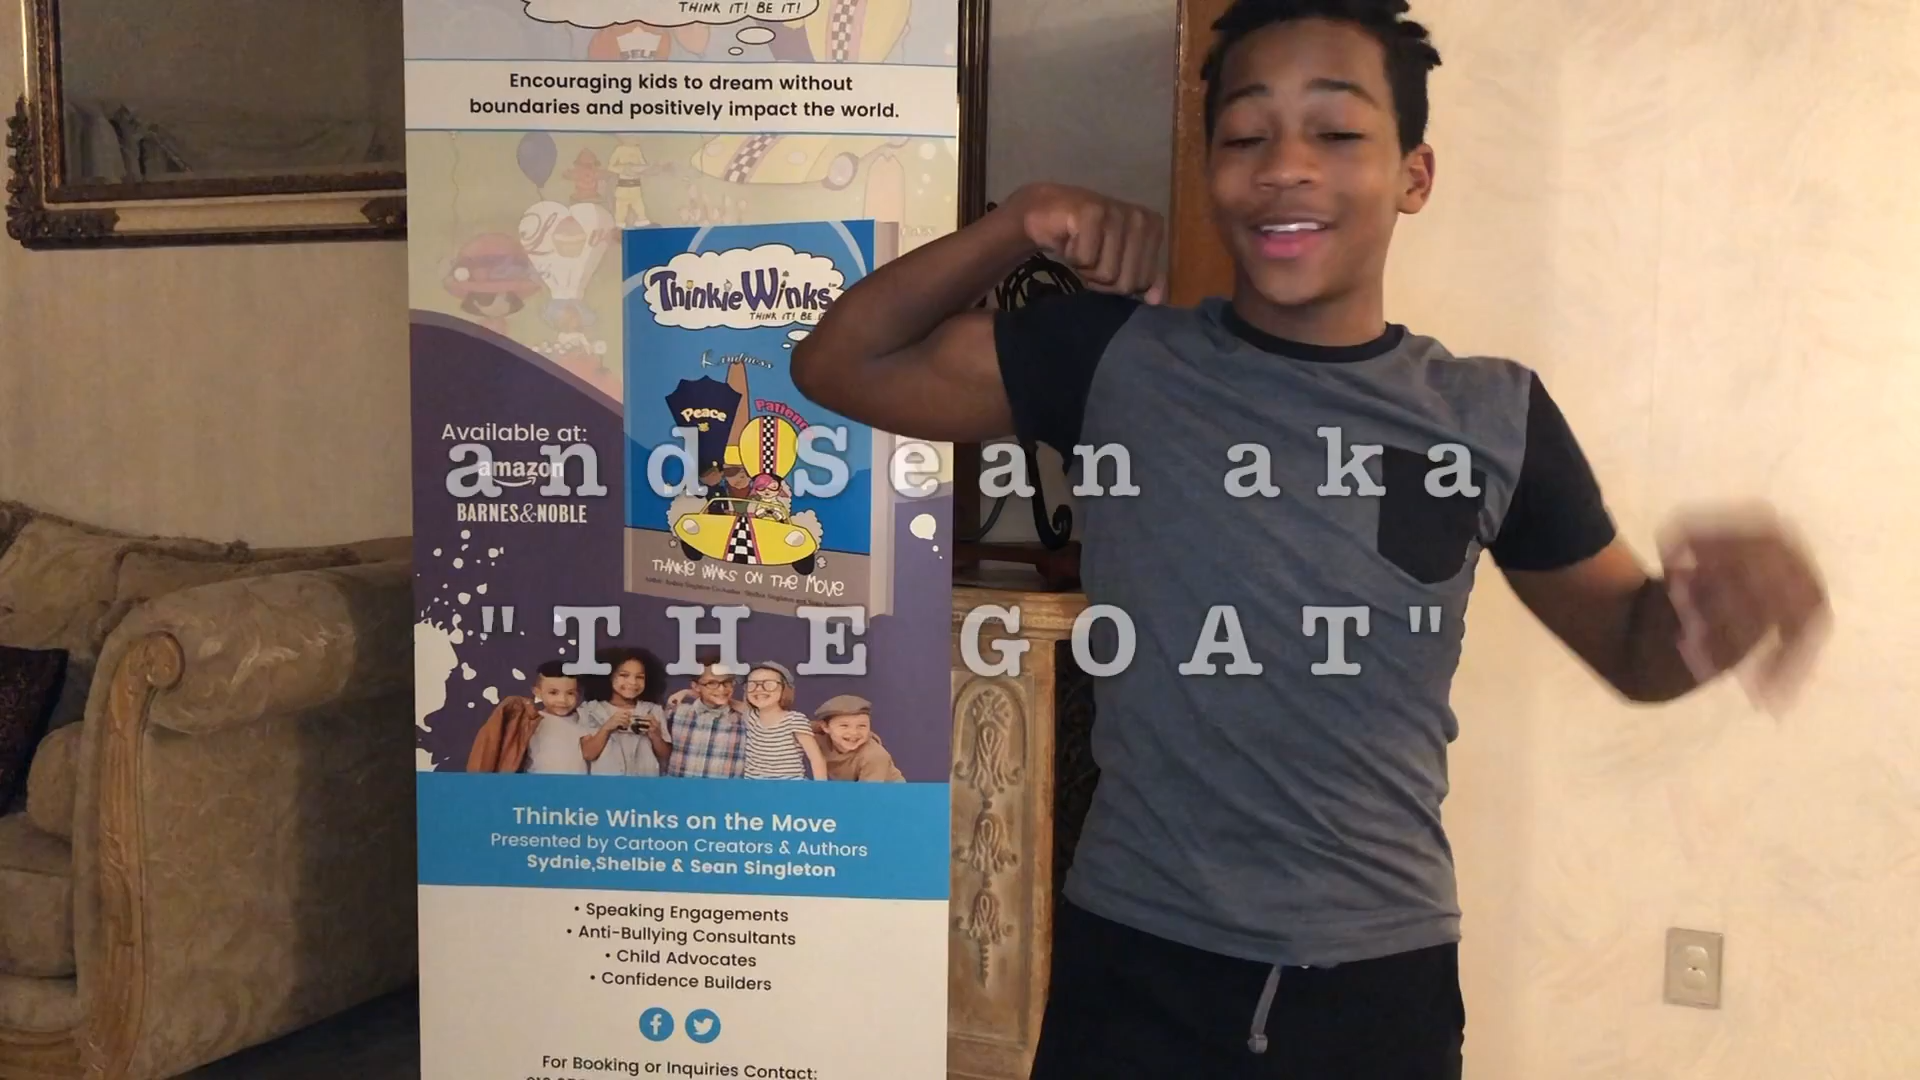 THINK IT! BE IT!
SELF
Encouraging kids to dream without
boundaries and positively impact the world.
Love
ThinkieWinks
THINK IT! BE
Kindness
Peace
Patience
Available at:
amazon
BARNES&NOBLE
and Sean aka
"THE GOAT"
THINKIE WINKS ON THE MOVE
Thinkie Winks on the Move
Presented by Cartoon Creators & Authors
Sydnie,Shelbie & Sean Singleton
• Speaking Engagements
• Anti-Bullying Consultants
• Child Advocates
• Confidence Builders
For Booking or Inquiries Contact: